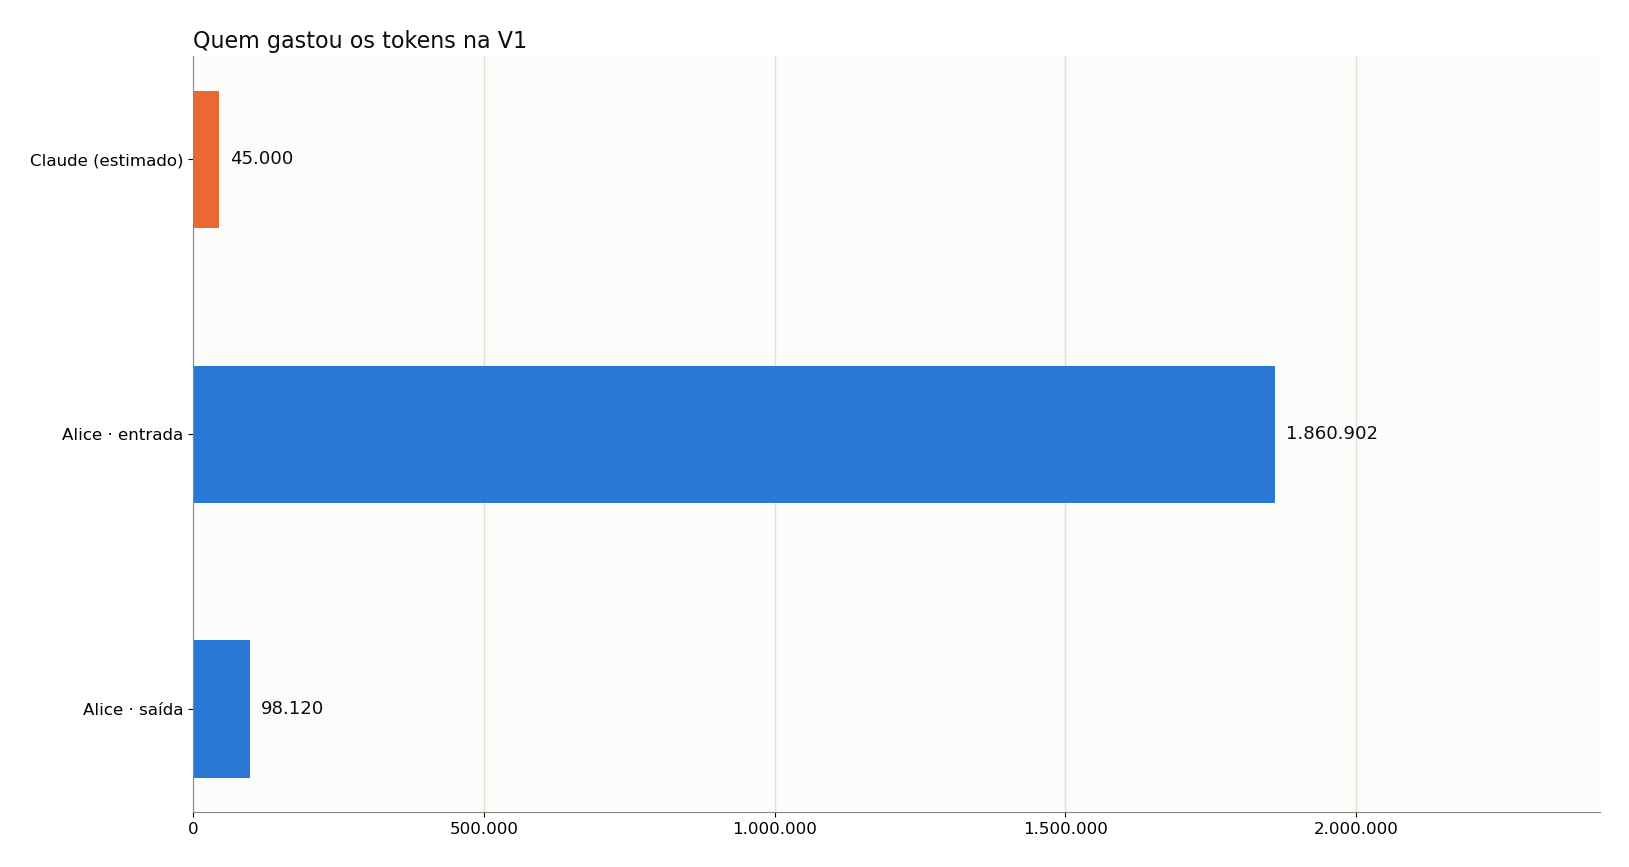 Quem gastou os tokens na V1
Claude (estimado)
45.000
Alice · entrada
1.860.902
Alice · saída
98.120
0
500.000
1.000.000
1.500.000
2.000.000